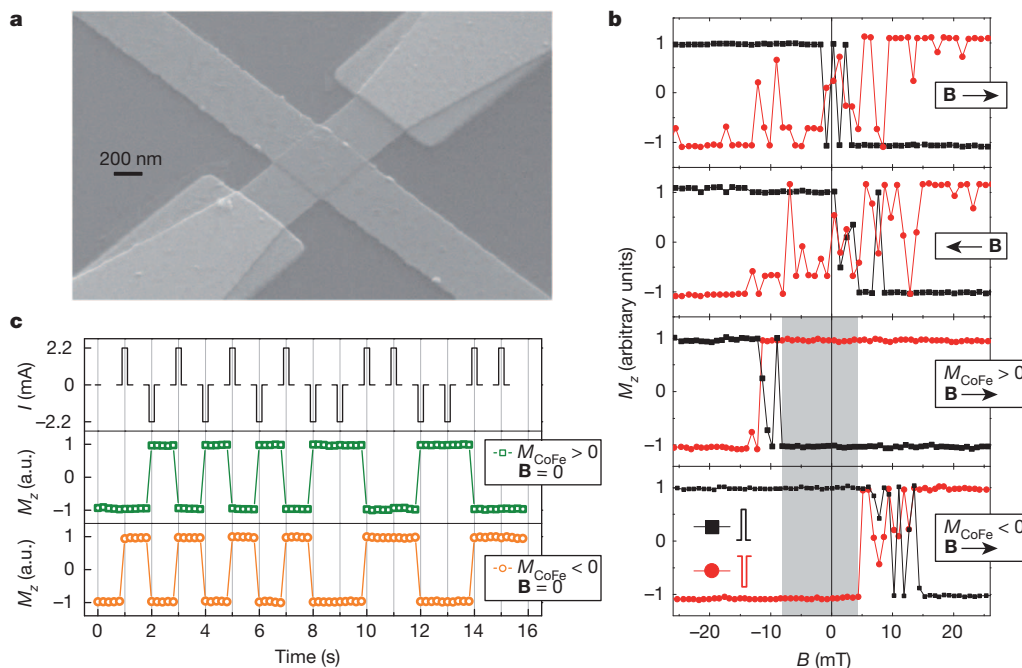 a
200 nm
b
1
0
−1
B →
1
0
−1
← B
1
0
−1
M_CoFe > 0
B →
1
0
−1
M_CoFe < 0
B →
M_z (arbitrary units)
−20 −10 0 10 20
B (mT)
c
2.2
0
−2.2
I (mA)
1
0
−1
M_z (a.u.)
M_CoFe > 0
B = 0
1
0
−1
M_z (a.u.)
M_CoFe < 0
B = 0
0 2 4 6 8 10 12 14 16
Time (s)